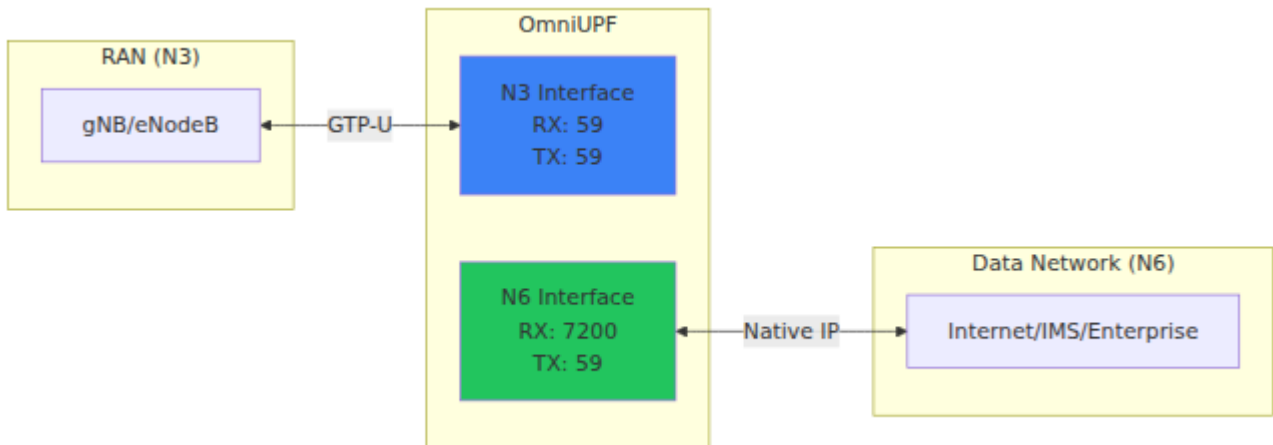 OmniUPF
RAN (N3)
gNB/eNodeB
GTP-U
N3 Interface
RX: 59
TX: 59
N6 Interface
RX: 7200
TX: 59
Native IP
Data Network (N6)
Internet/IMS/Enterprise